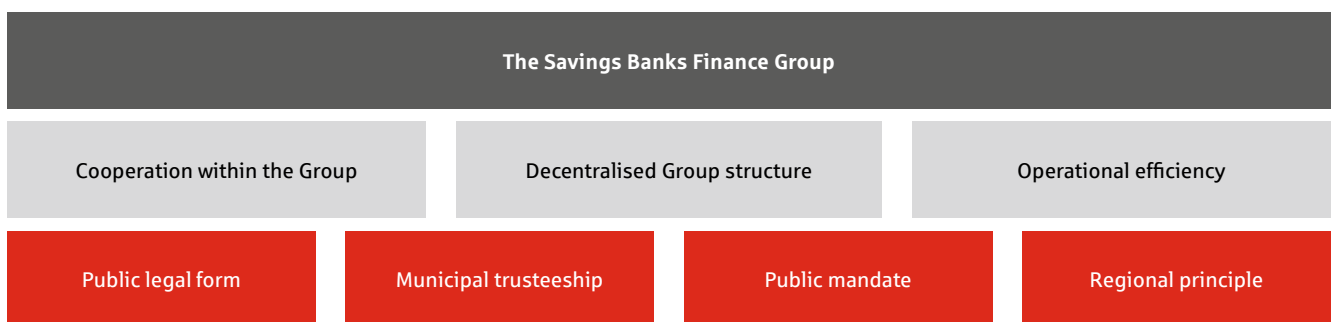 The Savings Banks Finance Group
Cooperation within the Group
Decentralised Group structure
Operational efficiency
Public legal form
Municipal trusteeship
Public mandate
Regional principle